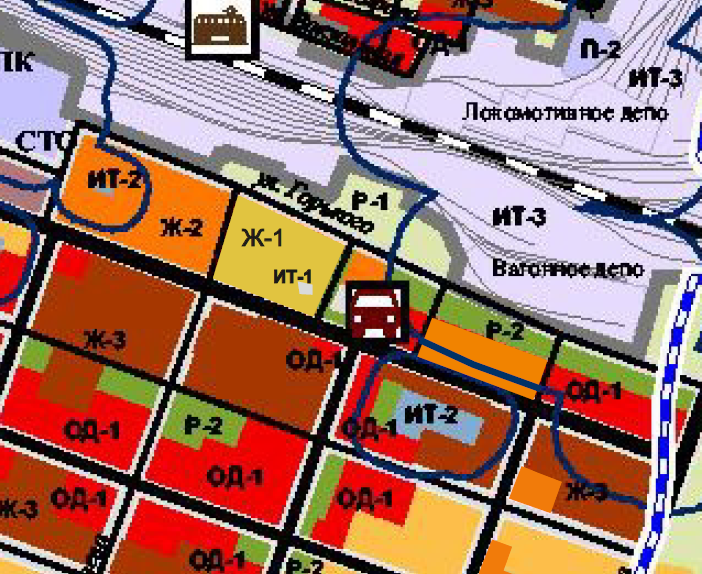 Ж-3
ОД-1
П-2
ИТ-3
ПК
Локомотивное депо
СТО
ИТ-2
ул. Горького
Р-1
Ж-2
Ж-1
ИТ-3
ИТ-1
Вагонное депо
Р-2
Ж-3
ОД-1
ОД-1
ИТ-2
ОД-1
Р-2
ОД-1
ОД-1
ОД-1
Ж-3
Ж-3
ОД-1
ОД-1
Р-2